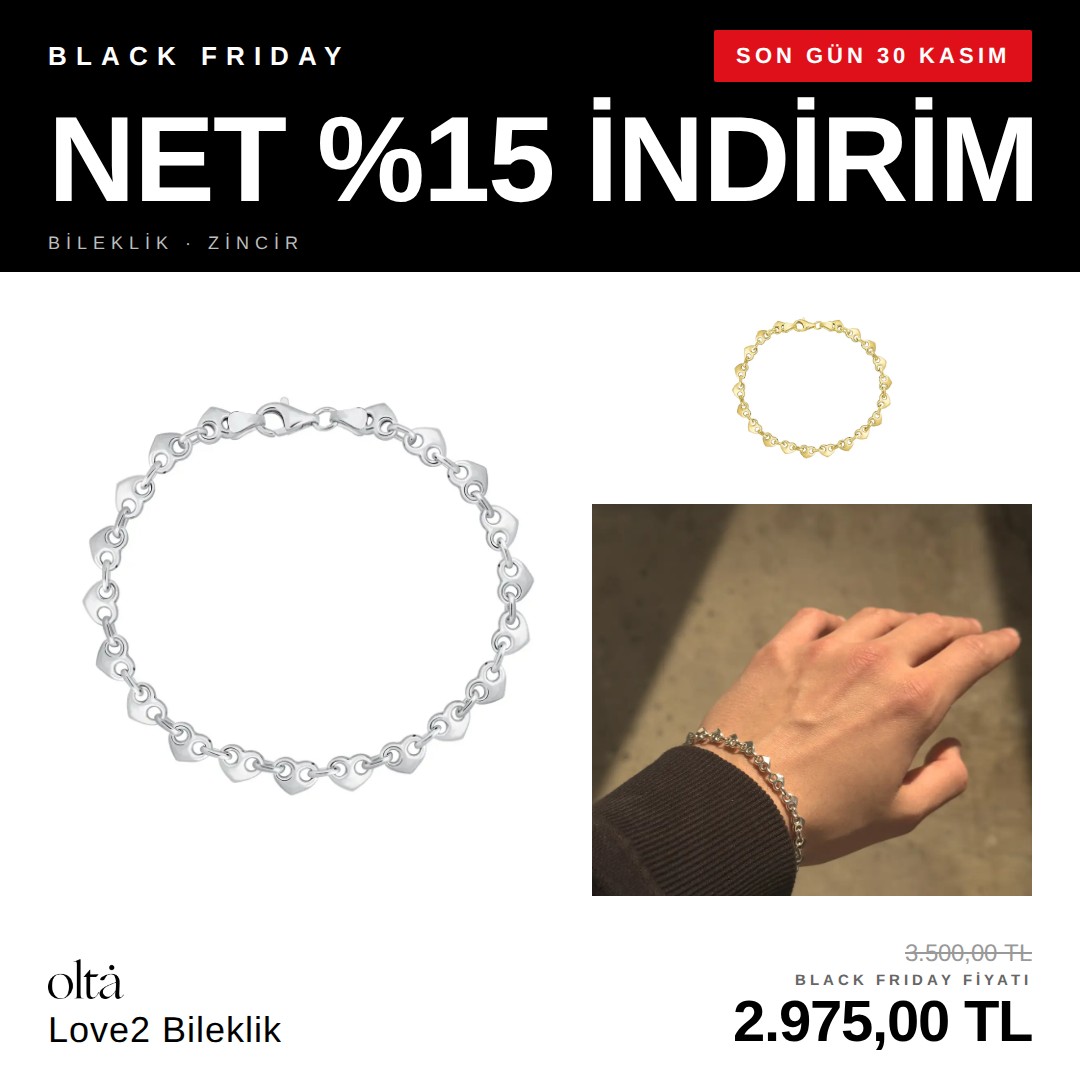 BLACK FRIDAY
SON GÜN 30 KASIM
NET %15 İNDİRİM
BİLEKLİK · ZİNCİR
olta
Love2 Bileklik
3.500,00 TL
BLACK FRIDAY FİYATI
2.975,00 TL